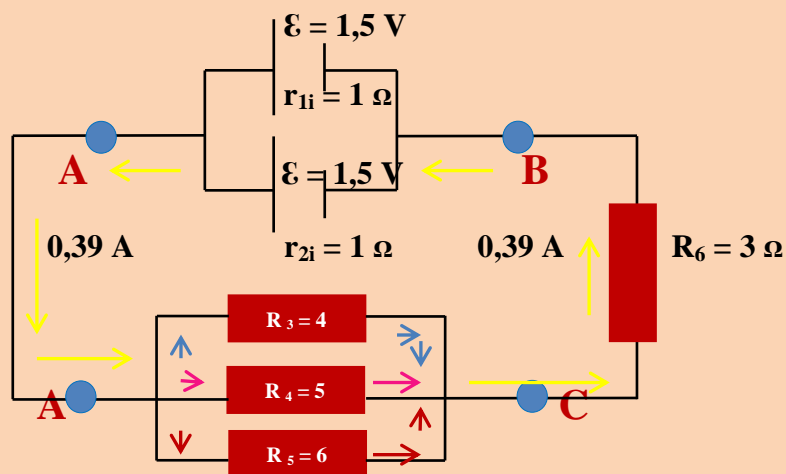 Ɛ = 1,5 V
r₁ᵢ = 1 Ω
A
Ɛ = 1,5 V
B
0,39 A
r₂ᵢ = 1 Ω
0,39 A
R₆ = 3 Ω
R ₃ = 4
R ₄ = 5
A
C
R ₅ = 6